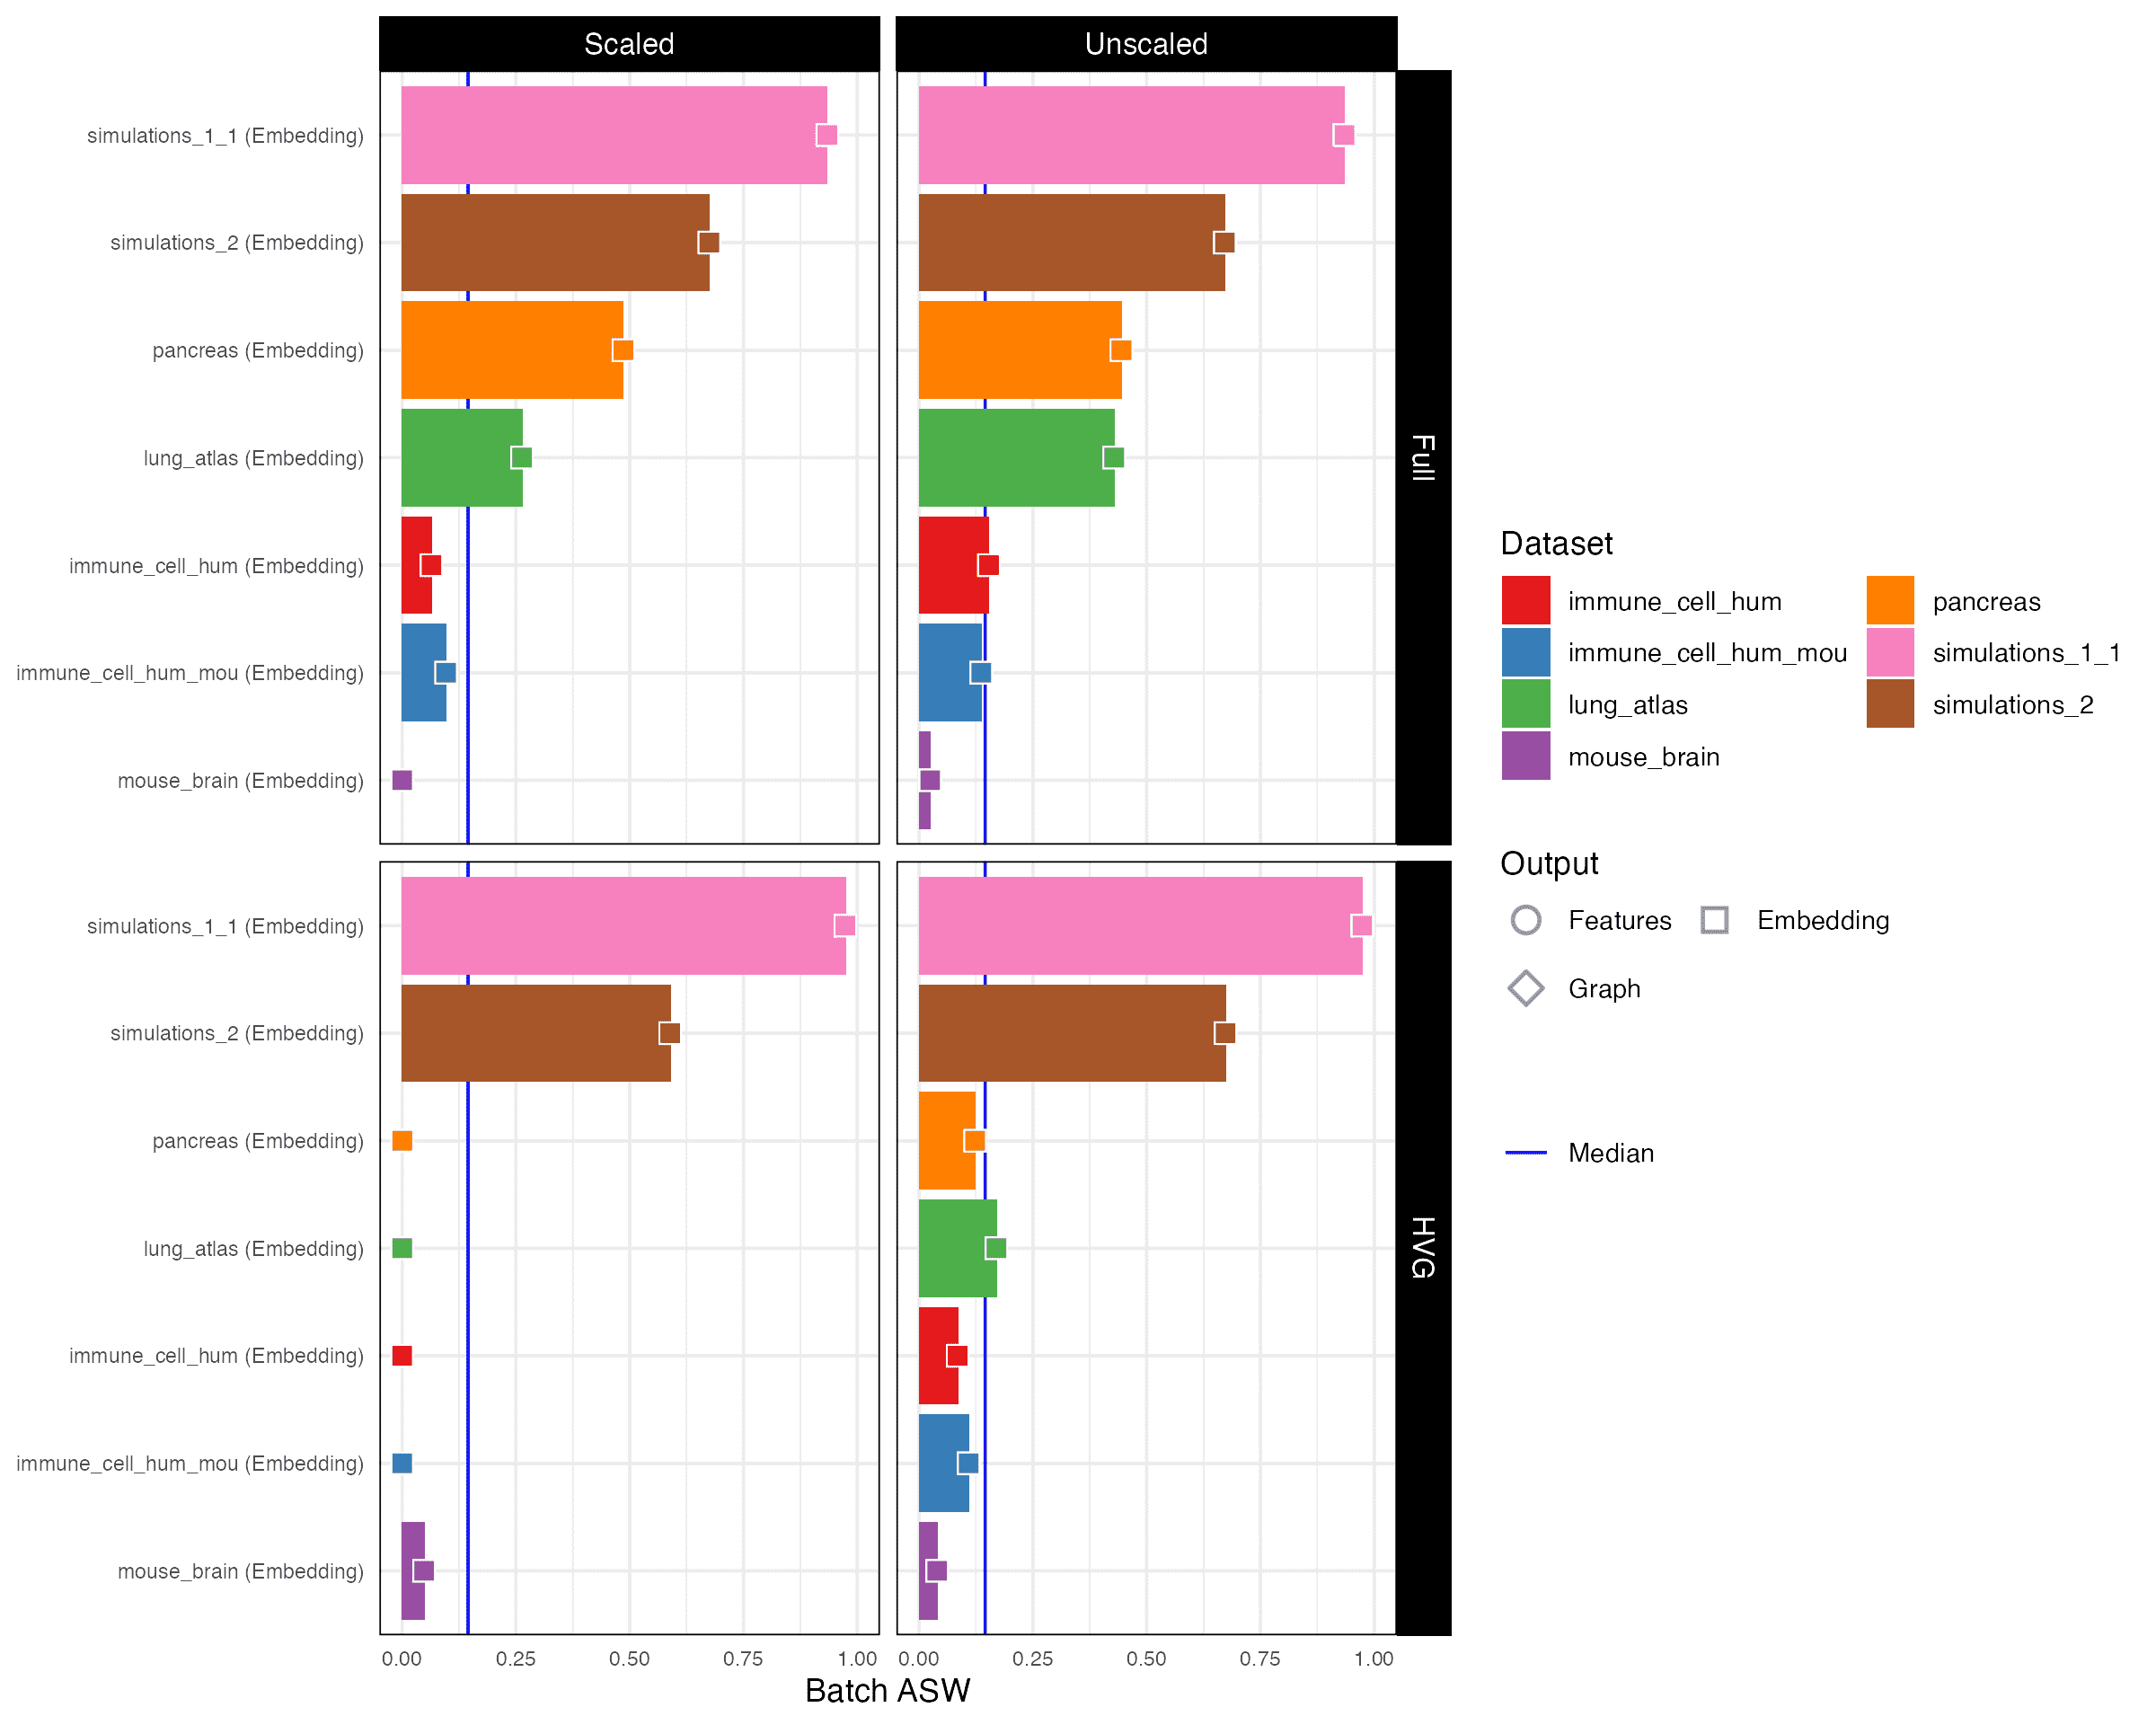 Scaled
Unscaled
simulations_1_1 (Embedding)
simulations_2 (Embedding)
pancreas (Embedding)
lung_atlas (Embedding)
immune_cell_hum (Embedding)
immune_cell_hum_mou (Embedding)
mouse_brain (Embedding)
Full
simulations_1_1 (Embedding)
simulations_2 (Embedding)
pancreas (Embedding)
lung_atlas (Embedding)
immune_cell_hum (Embedding)
immune_cell_hum_mou (Embedding)
mouse_brain (Embedding)
HVG
0.00 0.25 0.50 0.75 1.00 0.00 0.25 0.50 0.75 1.00
Batch ASW
Dataset
immune_cell_hum pancreas
immune_cell_hum_mou simulations_1_1
lung_atlas simulations_2
mouse_brain
Output
Features Embedding
Graph
Median